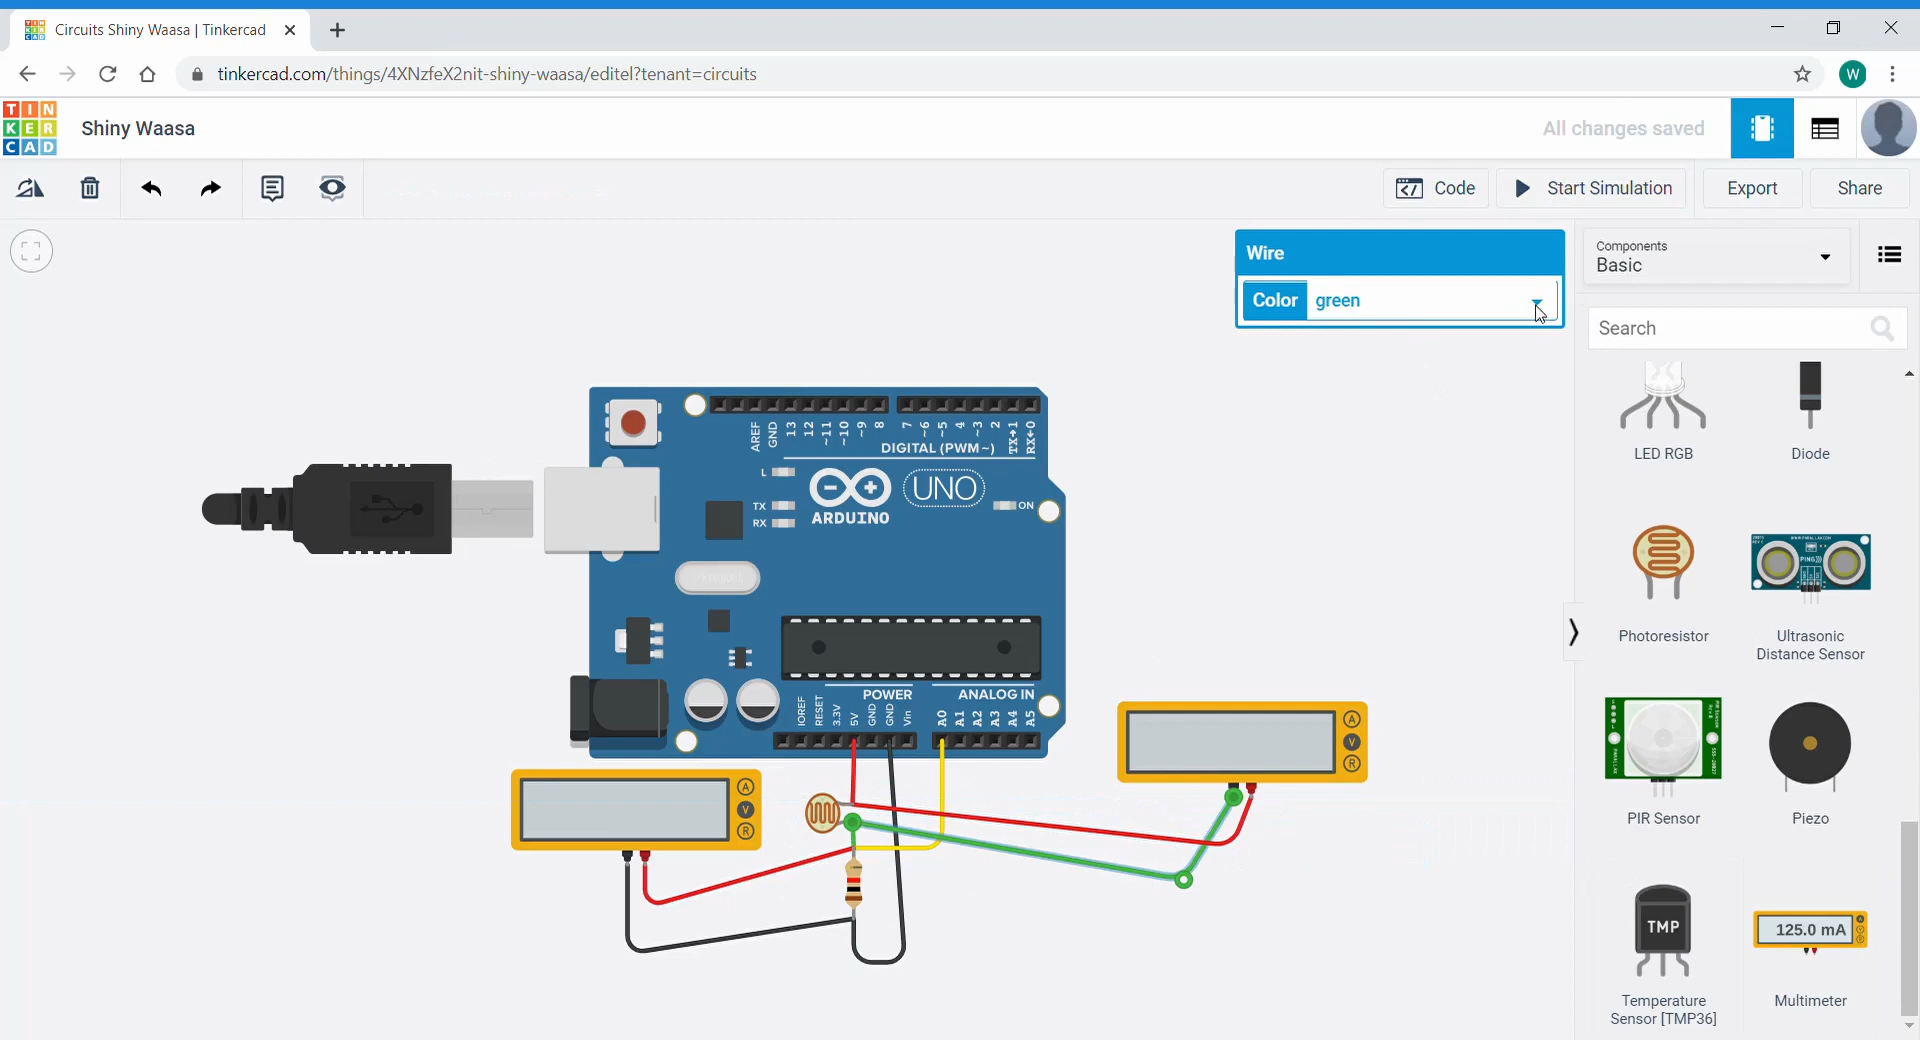 Circuits Shiny Waasa | Tinkercad
tinkercad.com/things/4XNzfeX2nit-shiny-waasa/editel?tenant=circuits
W
TIN
KER
CAD
Shiny Waasa
All changes saved
Code
Start Simulation
Export
Share
Wire
Color green
Components
Basic
Search
AREF
GND
13
12
~11
~10
~9
8
7
~6
~5
4
~3
2
TX→1
RX←0
DIGITAL (PWM~)
L
TX
RX
ARDUINO
UNO
ON
POWER
ANALOG IN
IOREF
RESET
3.3V
5V
GND
GND
Vin
A0
A1
A2
A3
A4
A5
A
V
R
A
V
R
LED RGB
Diode
Photoresistor
Ultrasonic
Distance Sensor
PIR Sensor
Piezo
TMP
125.0 mA
Temperature
Sensor [TMP36]
Multimeter